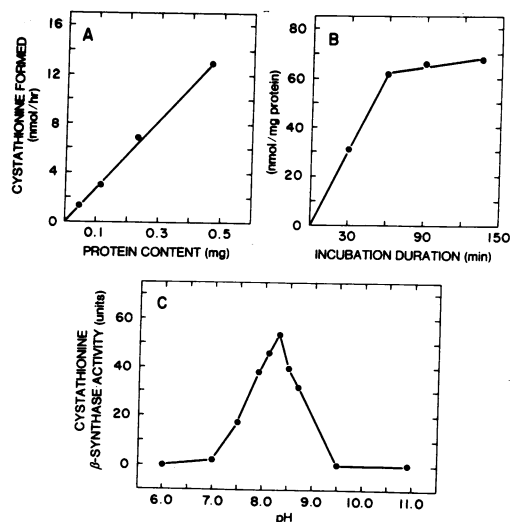 A
CYSTATHIONINE FORMED
(nmol/hr)
16
12
8
4
0
0.1
0.3
0.5
PROTEIN CONTENT (mg)
B
(nmol/mg protein)
80
60
40
20
0
30
90
150
INCUBATION DURATION (min)
C
CYSTATHIONINE
β-SYNTHASE ACTIVITY (units)
60
40
20
0
6.0
7.0
8.0
9.0
10.0
11.0
pH